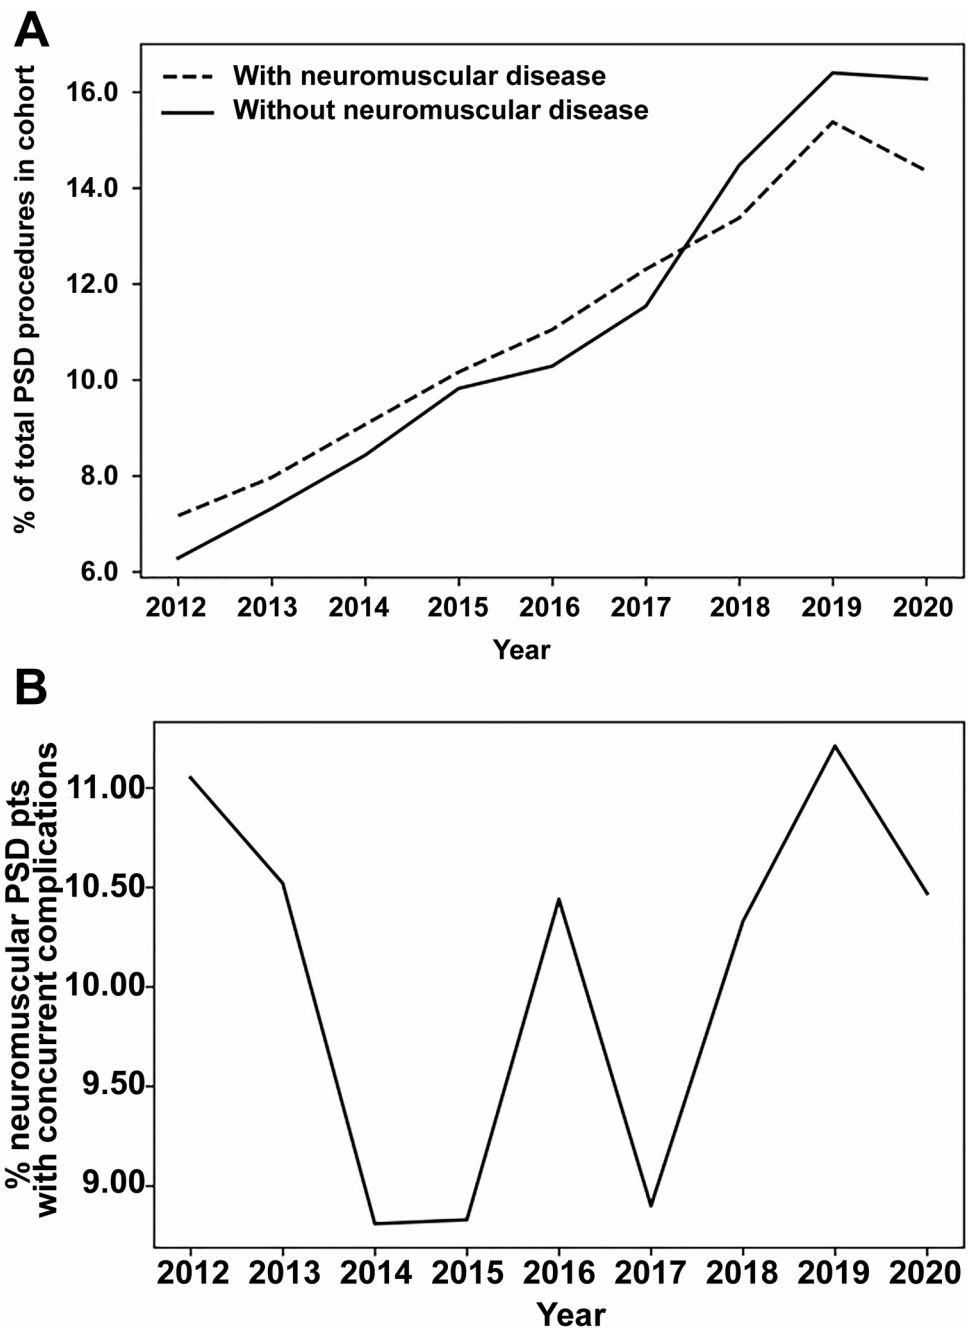 A
% of total PSD procedures in cohort
With neuromuscular disease
Without neuromuscular disease
16.0
14.0
12.0
10.0
8.0
6.0
2012 2013 2014 2015 2016 2017 2018 2019 2020
Year
B
% neuromuscular PSD pts
with concurrent complications
11.00
10.50
10.00
9.50
9.00
2012 2013 2014 2015 2016 2017 2018 2019 2020
Year